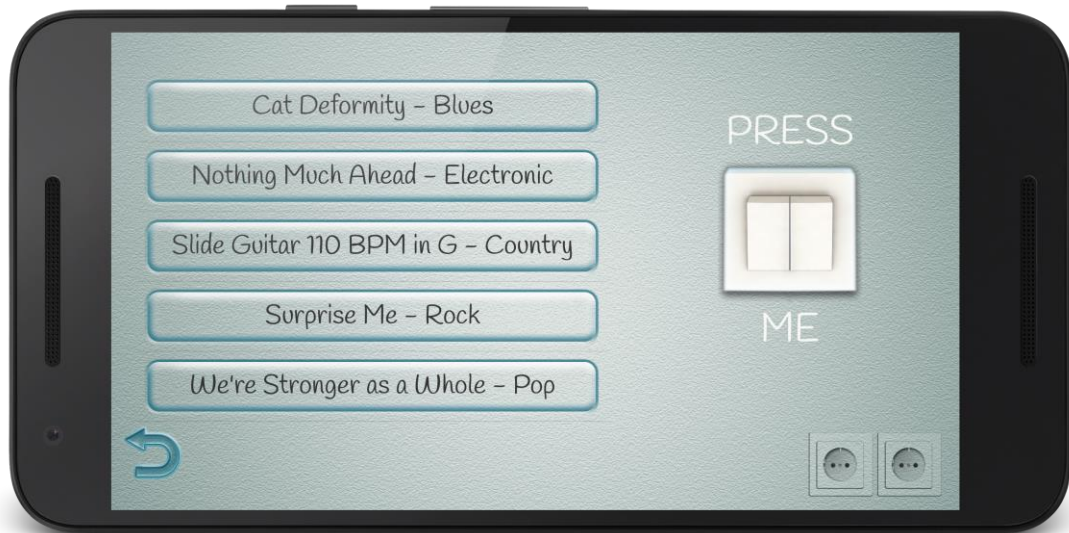 Cat Deformity – Blues
Nothing Much Ahead – Electronic
Slide Guitar 110 BPM in G – Country
Surprise Me – Rock
We're Stronger as a Whole – Pop
PRESS
ME